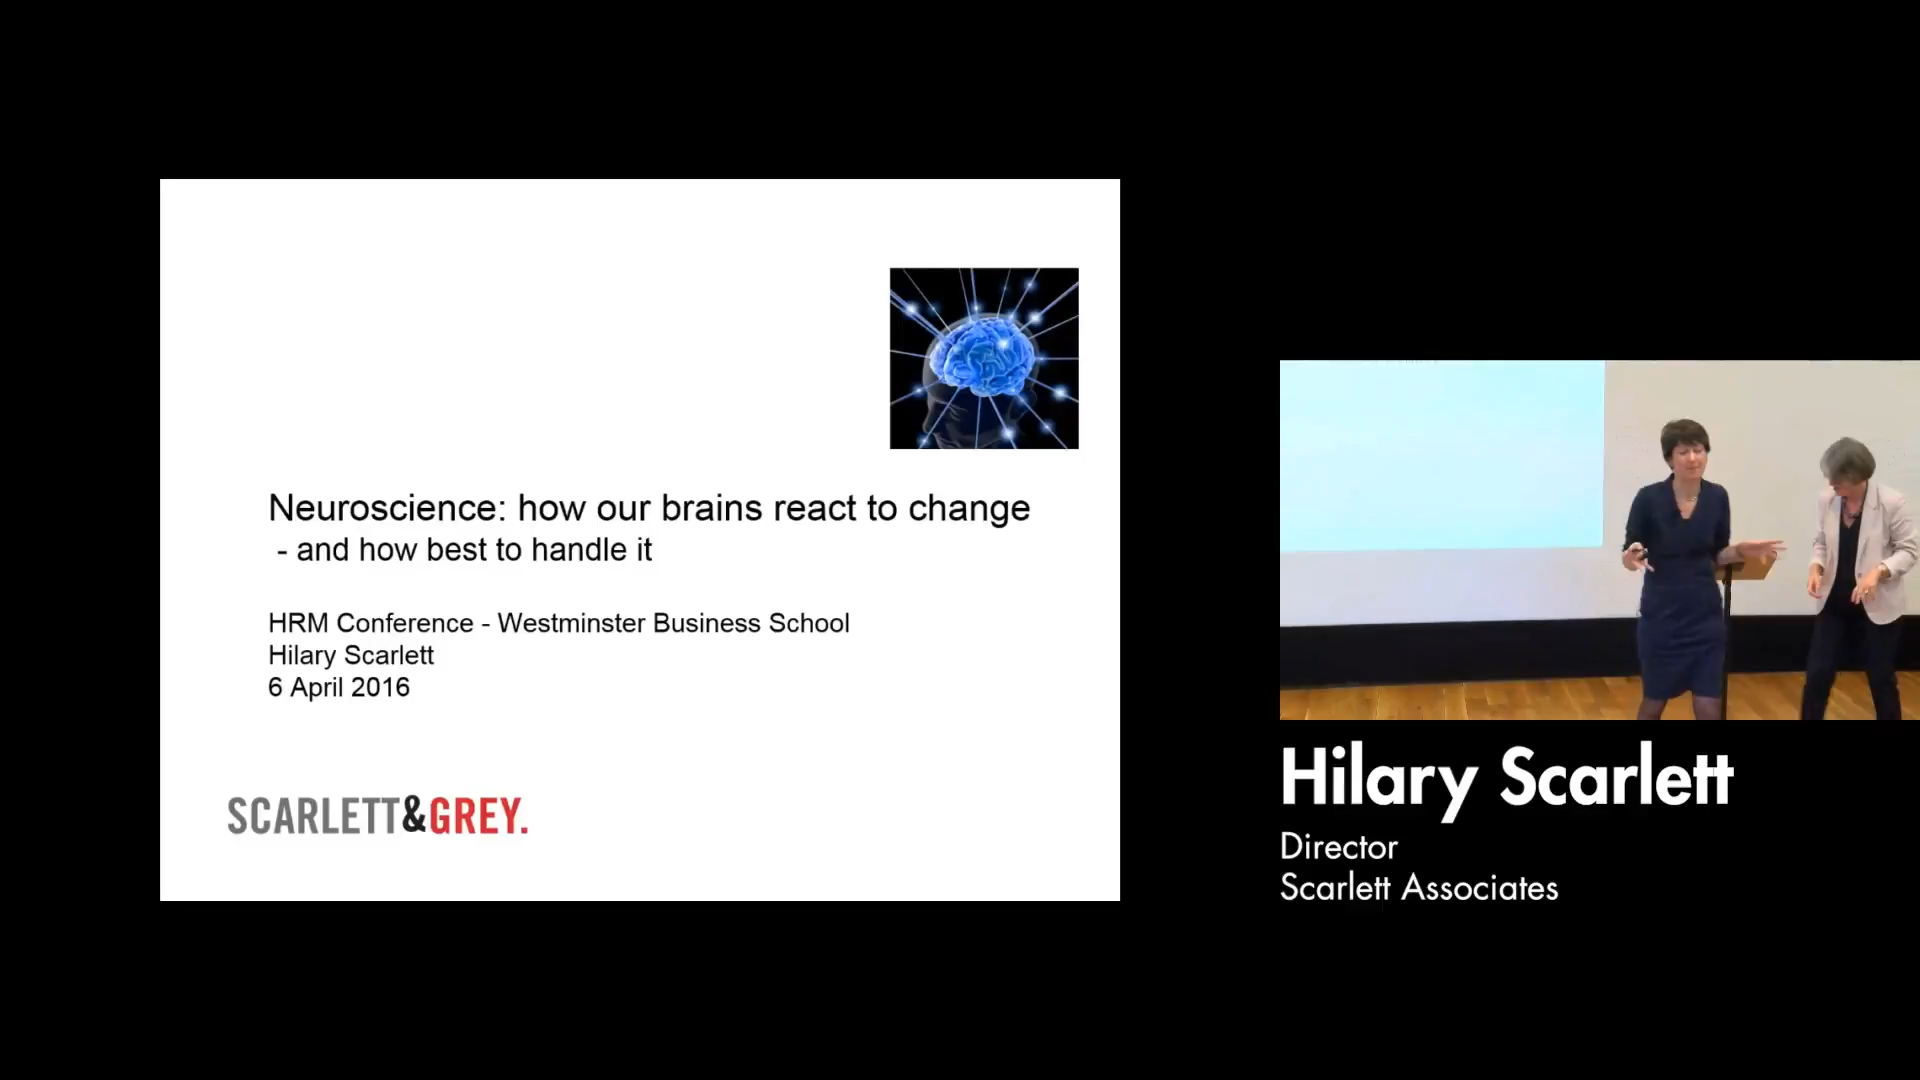 Neuroscience: how our brains react to change
- and how best to handle it
HRM Conference - Westminster Business School
Hilary Scarlett
6 April 2016
SCARLETT&GREY.
Hilary Scarlett
Director
Scarlett Associates